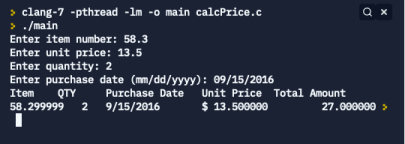 > clang-7 -pthread -lm -o main calcPrice.c
> ./main
Enter item number: 58.3
Enter unit price: 13.5
Enter quantity: 2
Enter purchase date (mm/dd/yyyy): 09/15/2016
Item    QTY     Purchase Date   Unit Price  Total Amount
58.299999   2   9/15/2016       $ 13.500000         27.000000 >